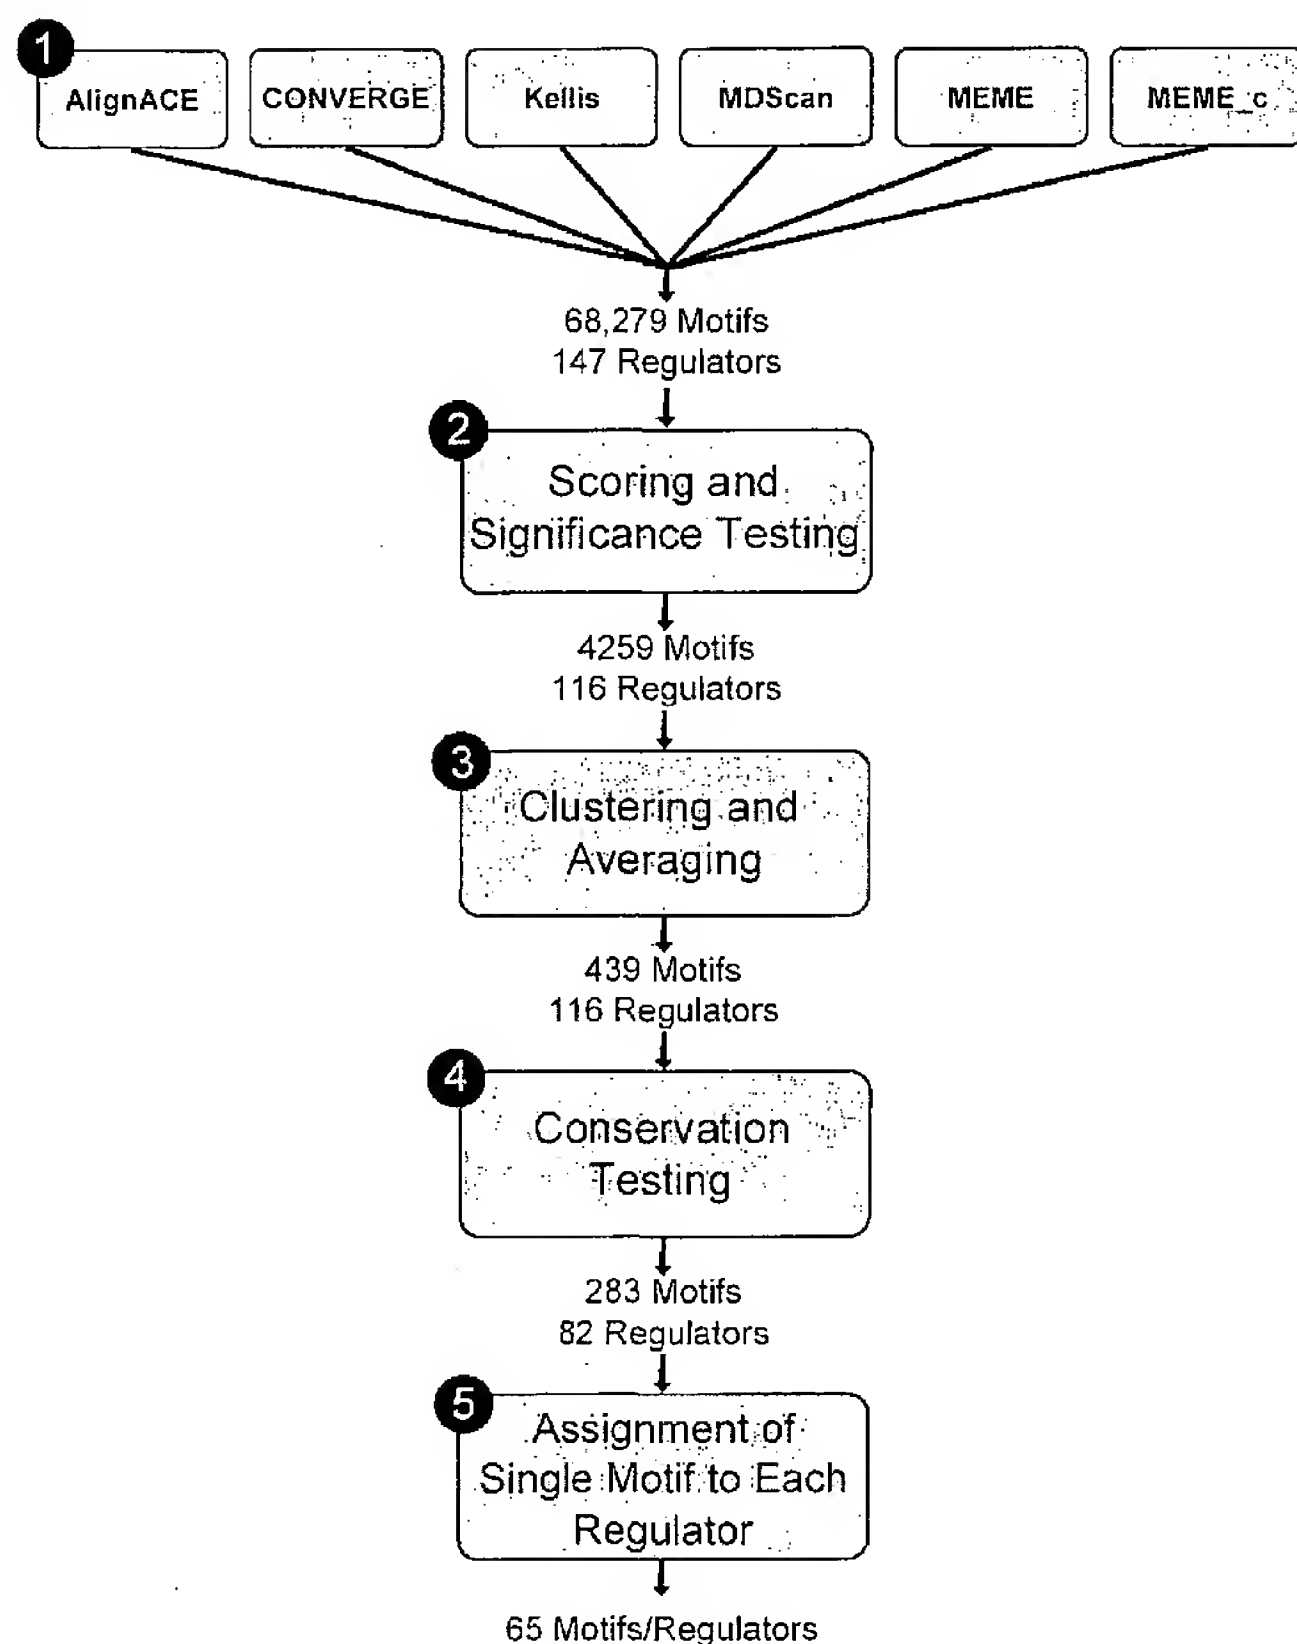 1
AlignACE CONVERGE Kellis MDScan MEME MEME_c
68,279 Motifs
147 Regulators
2
Scoring and
Significance Testing
4259 Motifs
116 Regulators
3
Clustering and
Averaging
439 Motifs
116 Regulators
4
Conservation
Testing
283 Motifs
82 Regulators
5
Assignment of
Single Motif to Each
Regulator
65 Motifs/Regulators